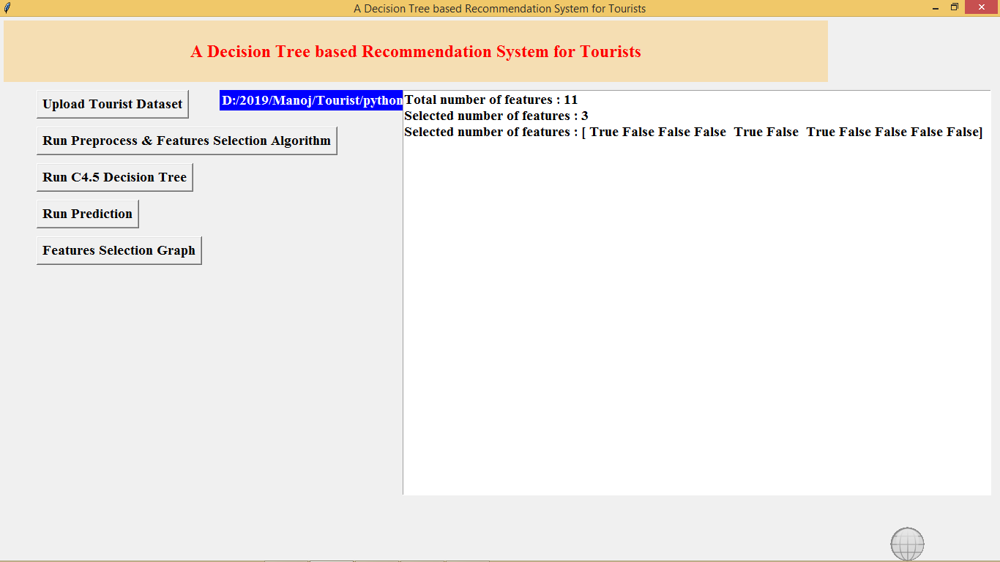 A Decision Tree based Recommendation System for Tourists
A Decision Tree based Recommendation System for Tourists
Upload Tourist Dataset
D:/2019/Manoj/Tourist/python
Total number of features : 11
Selected number of features : 3
Selected number of features : [ True False False False  True False  True False False False False]
Run Preprocess & Features Selection Algorithm
Run C4.5 Decision Tree
Run Prediction
Features Selection Graph